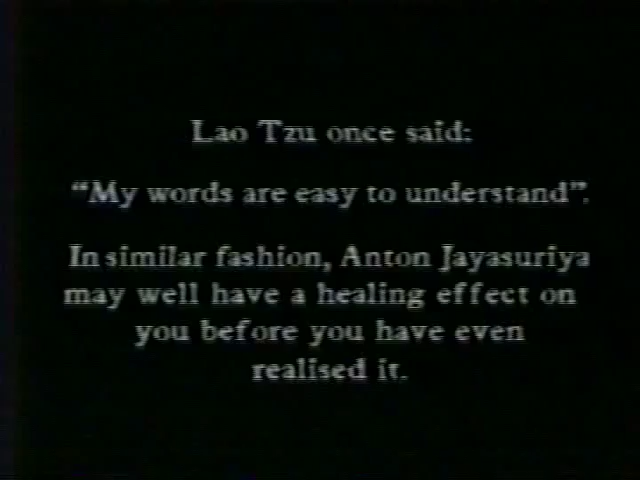 Lao Tzu once said:
“My words are easy to understand”.
In similar fashion, Anton Jayasuriya
may well have a healing effect on
you before you have even
realised it.